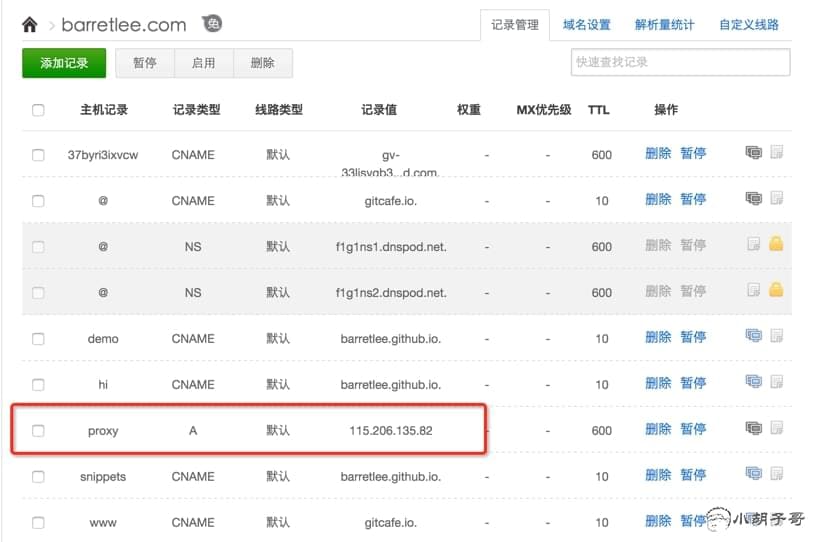 barretlee.com 免
记录管理 域名设置 解析量统计 自定义线路
添加记录 暂停 启用 删除 快速查找记录
主机记录 记录类型 线路类型 记录值 权重 MX优先级 TTL 操作
37byri3ixvcw CNAME 默认 gv- - - 600 删除 暂停
33lisvgb3...d.com.
@ CNAME 默认 gitcafe.io. - - 10 删除 暂停
@ NS 默认 f1g1ns1.dnspod.net. - - 600 删除 暂停
@ NS 默认 f1g1ns2.dnspod.net. - - 600 删除 暂停
demo CNAME 默认 barretlee.github.io. - - 10 删除 暂停
hi CNAME 默认 barretlee.github.io. - - 10 删除 暂停
proxy A 默认 115.206.135.82 - - 600 删除 暂停
snippets CNAME 默认 barretlee.github.io. - - 10 删除 暂停
www CNAME 默认 gitcafe.io. - - 10 删除 暂停
小胡子哥